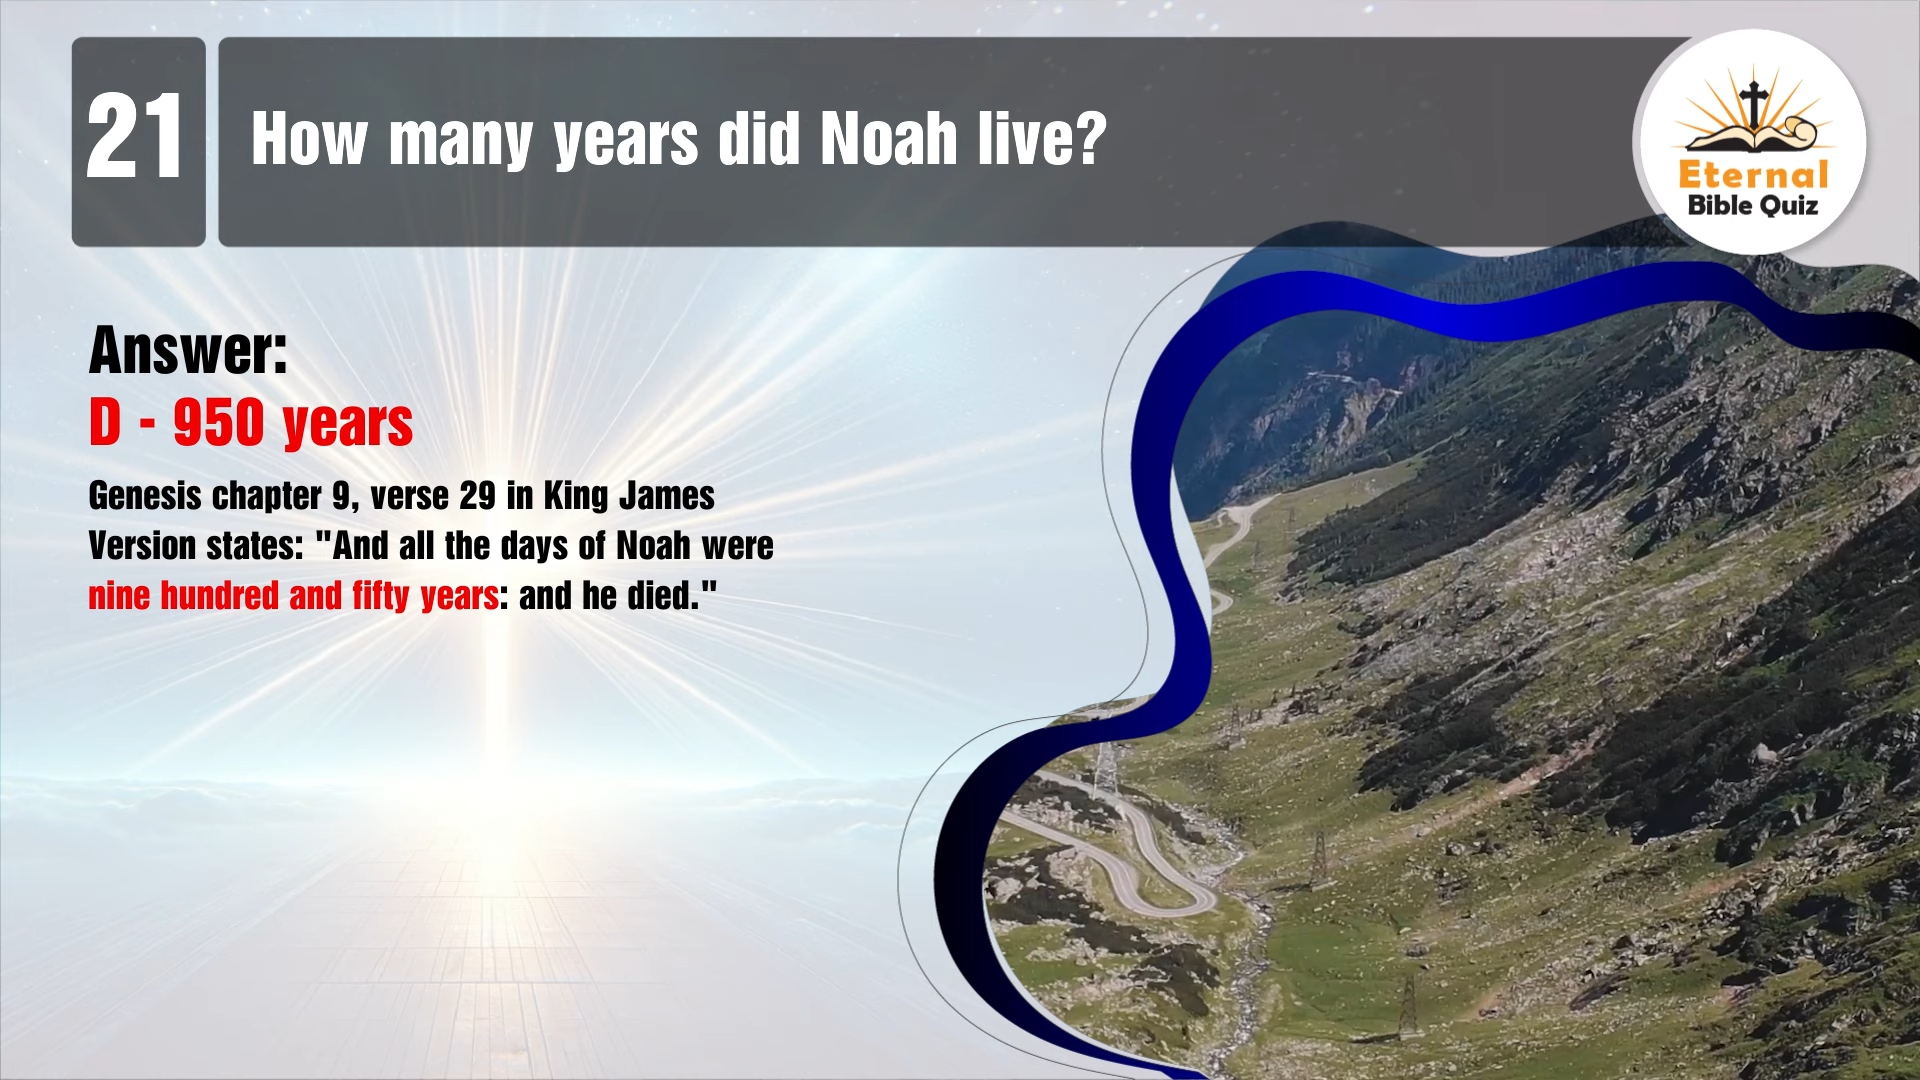 21
How many years did Noah live?
Eternal
Bible Quiz
Answer:
D - 950 years
Genesis chapter 9, verse 29 in King James
Version states: "And all the days of Noah were
nine hundred and fifty years: and he died."